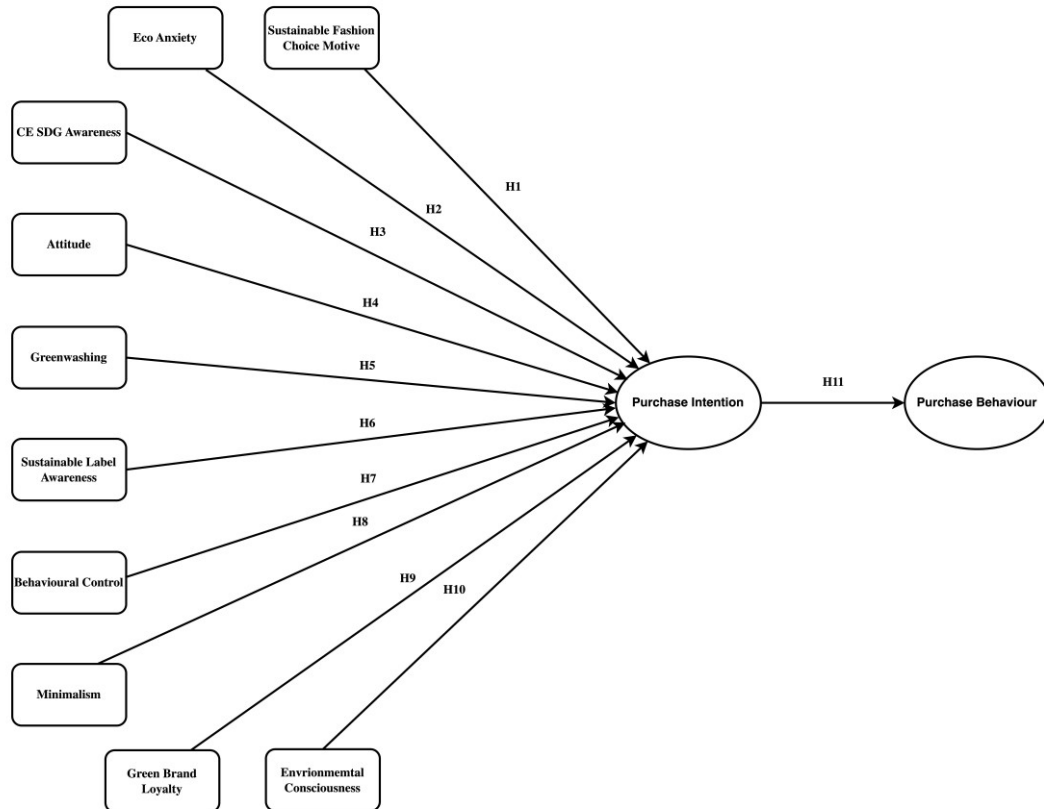 Eco Anxiety
Sustainable Fashion
Choice Motive
CE SDG Awareness
H1
H2
H3
Attitude
H4
Greenwashing
H5
Purchase Intention
H11
Purchase Behaviour
H6
Sustainable Label
Awareness
H7
H8
Behavioural Control
H9
H10
Minimalism
Green Brand
Loyalty
Envrionmemtal
Consciousness